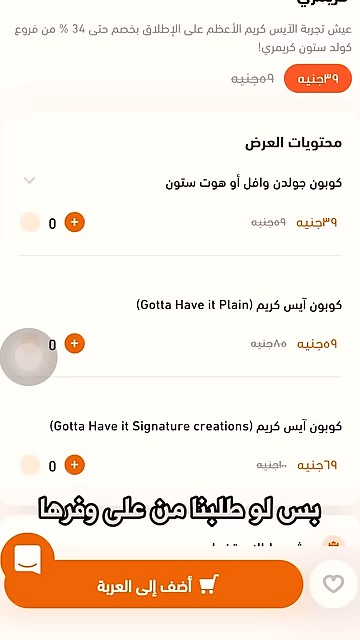 كريمري
عيش تجربة الآيس كريم الأعظم على الإطلاق بخصم حتى 34 % من فروع
كولد ستون كريمري!
٣٩جنيه ٥٩جنيه
محتويات العرض
كوبون جولدن وافل أو هوت ستون
٣٩جنيه ٥٩جنيه + 0
كوبون آيس كريم (Gotta Have it Plain)
٥٩جنيه ٨٥جنيه + 0
كوبون آيس كريم (Gotta Have it Signature creations)
٦٩جنيه ١٠٠جنيه + 0
بس لو طلبنا من على وفرها
أضف إلى العربة